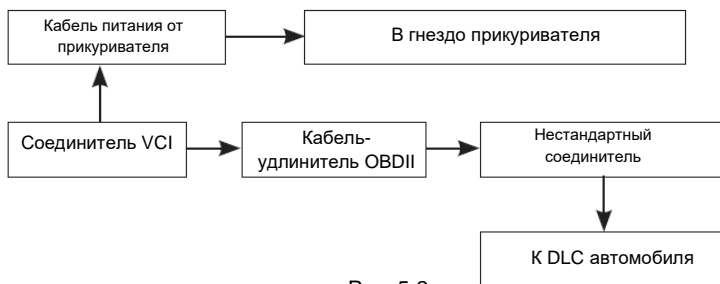 Кабель питания от
прикуривателя
В гнездо прикуривателя
Соединитель VCI
Кабель-
удлинитель OBDII
Нестандартный
соединитель
К DLC автомобиля